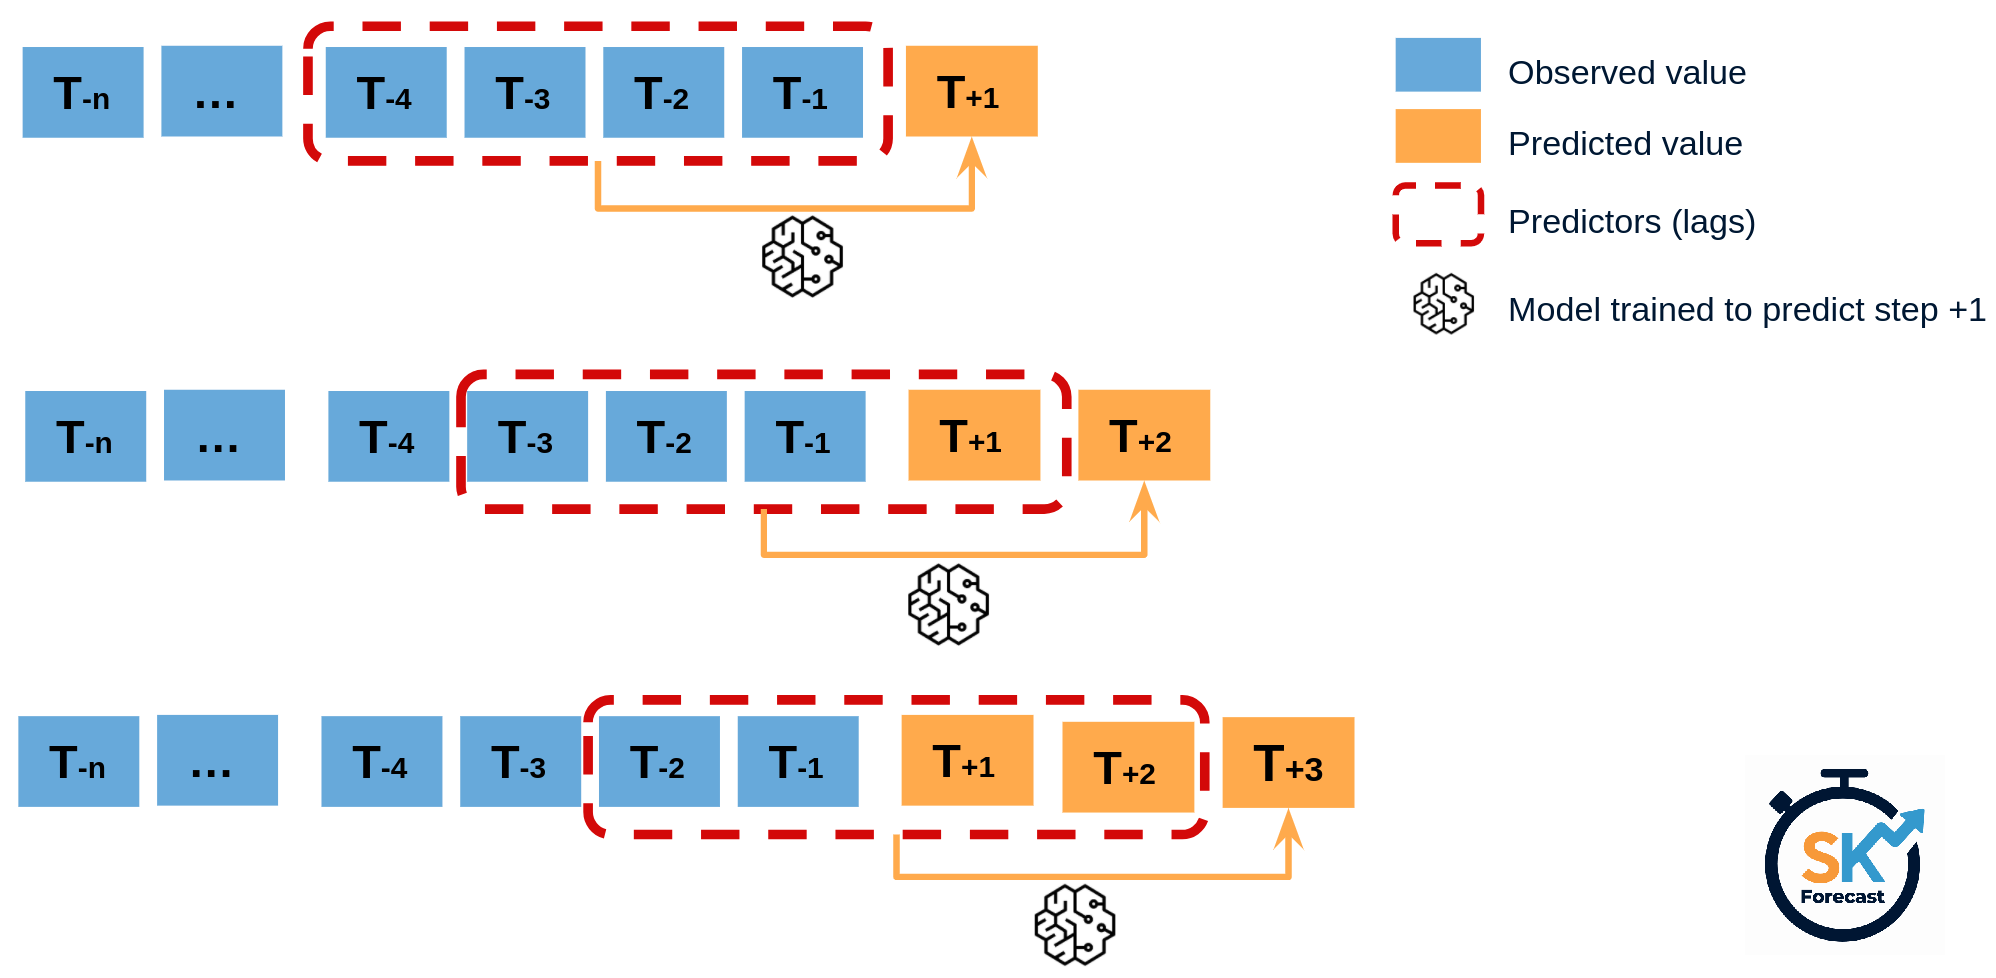 T-n ... T-4 T-3 T-2 T-1 T+1
Observed value
Predicted value
Predictors (lags)
Model trained to predict step +1
T-n ... T-4 T-3 T-2 T-1 T+1 T+2
T-n ... T-4 T-3 T-2 T-1 T+1 T+2 T+3
SK
Forecast